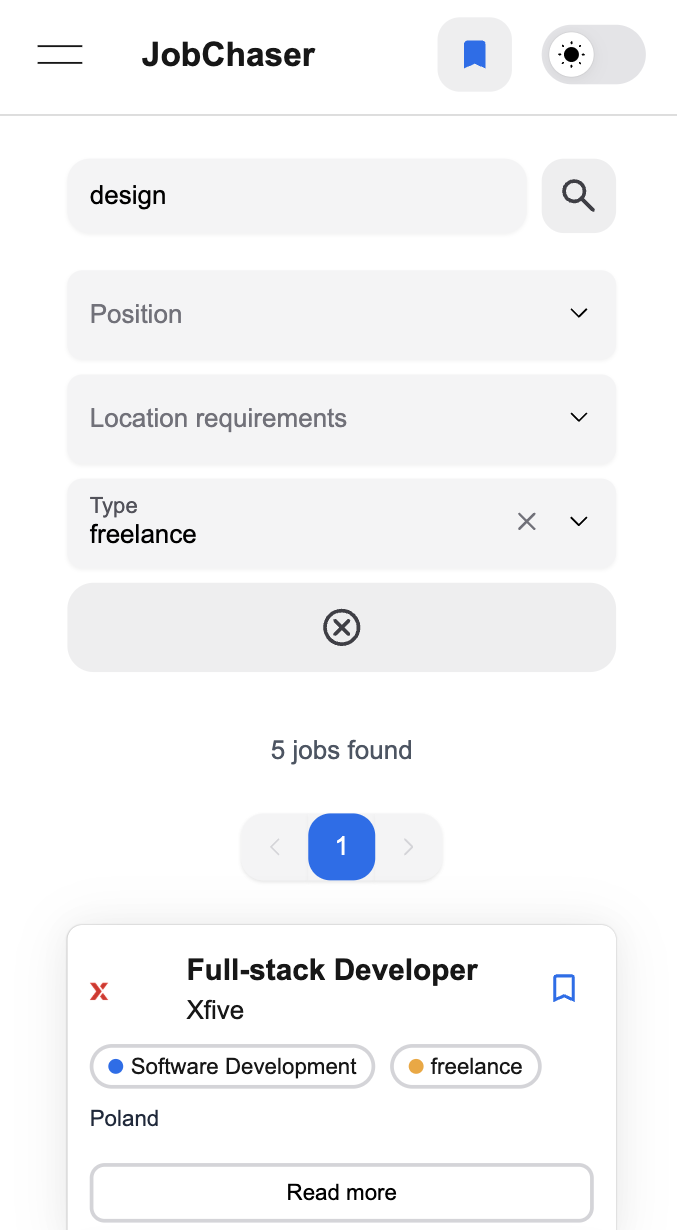 JobChaser
design
Position
Location requirements
Type
freelance
5 jobs found
1
Full-stack Developer
Xfive
Software Development
freelance
Poland
Read more